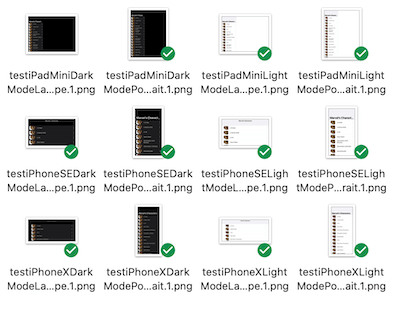 testiPadMiniDark
ModeLa...pe.1.png
testiPadMiniDark
ModePo...ait.1.png
testiPadMiniLight
ModeLa...pe.1.png
testiPadMiniLight
ModePo...ait.1.png
testiPhoneSEDark
ModeLa...pe.1.png
testiPhoneSEDark
ModePo...ait.1.png
testiPhoneSELigh
tModeL...pe.1.png
testiPhoneSELigh
tModeP...rait.1.png
testiPhoneXDark
ModeLa...pe.1.png
testiPhoneXDark
ModePo...ait.1.png
testiPhoneXLight
ModeLa...pe.1.png
testiPhoneXLight
ModePo...ait.1.png